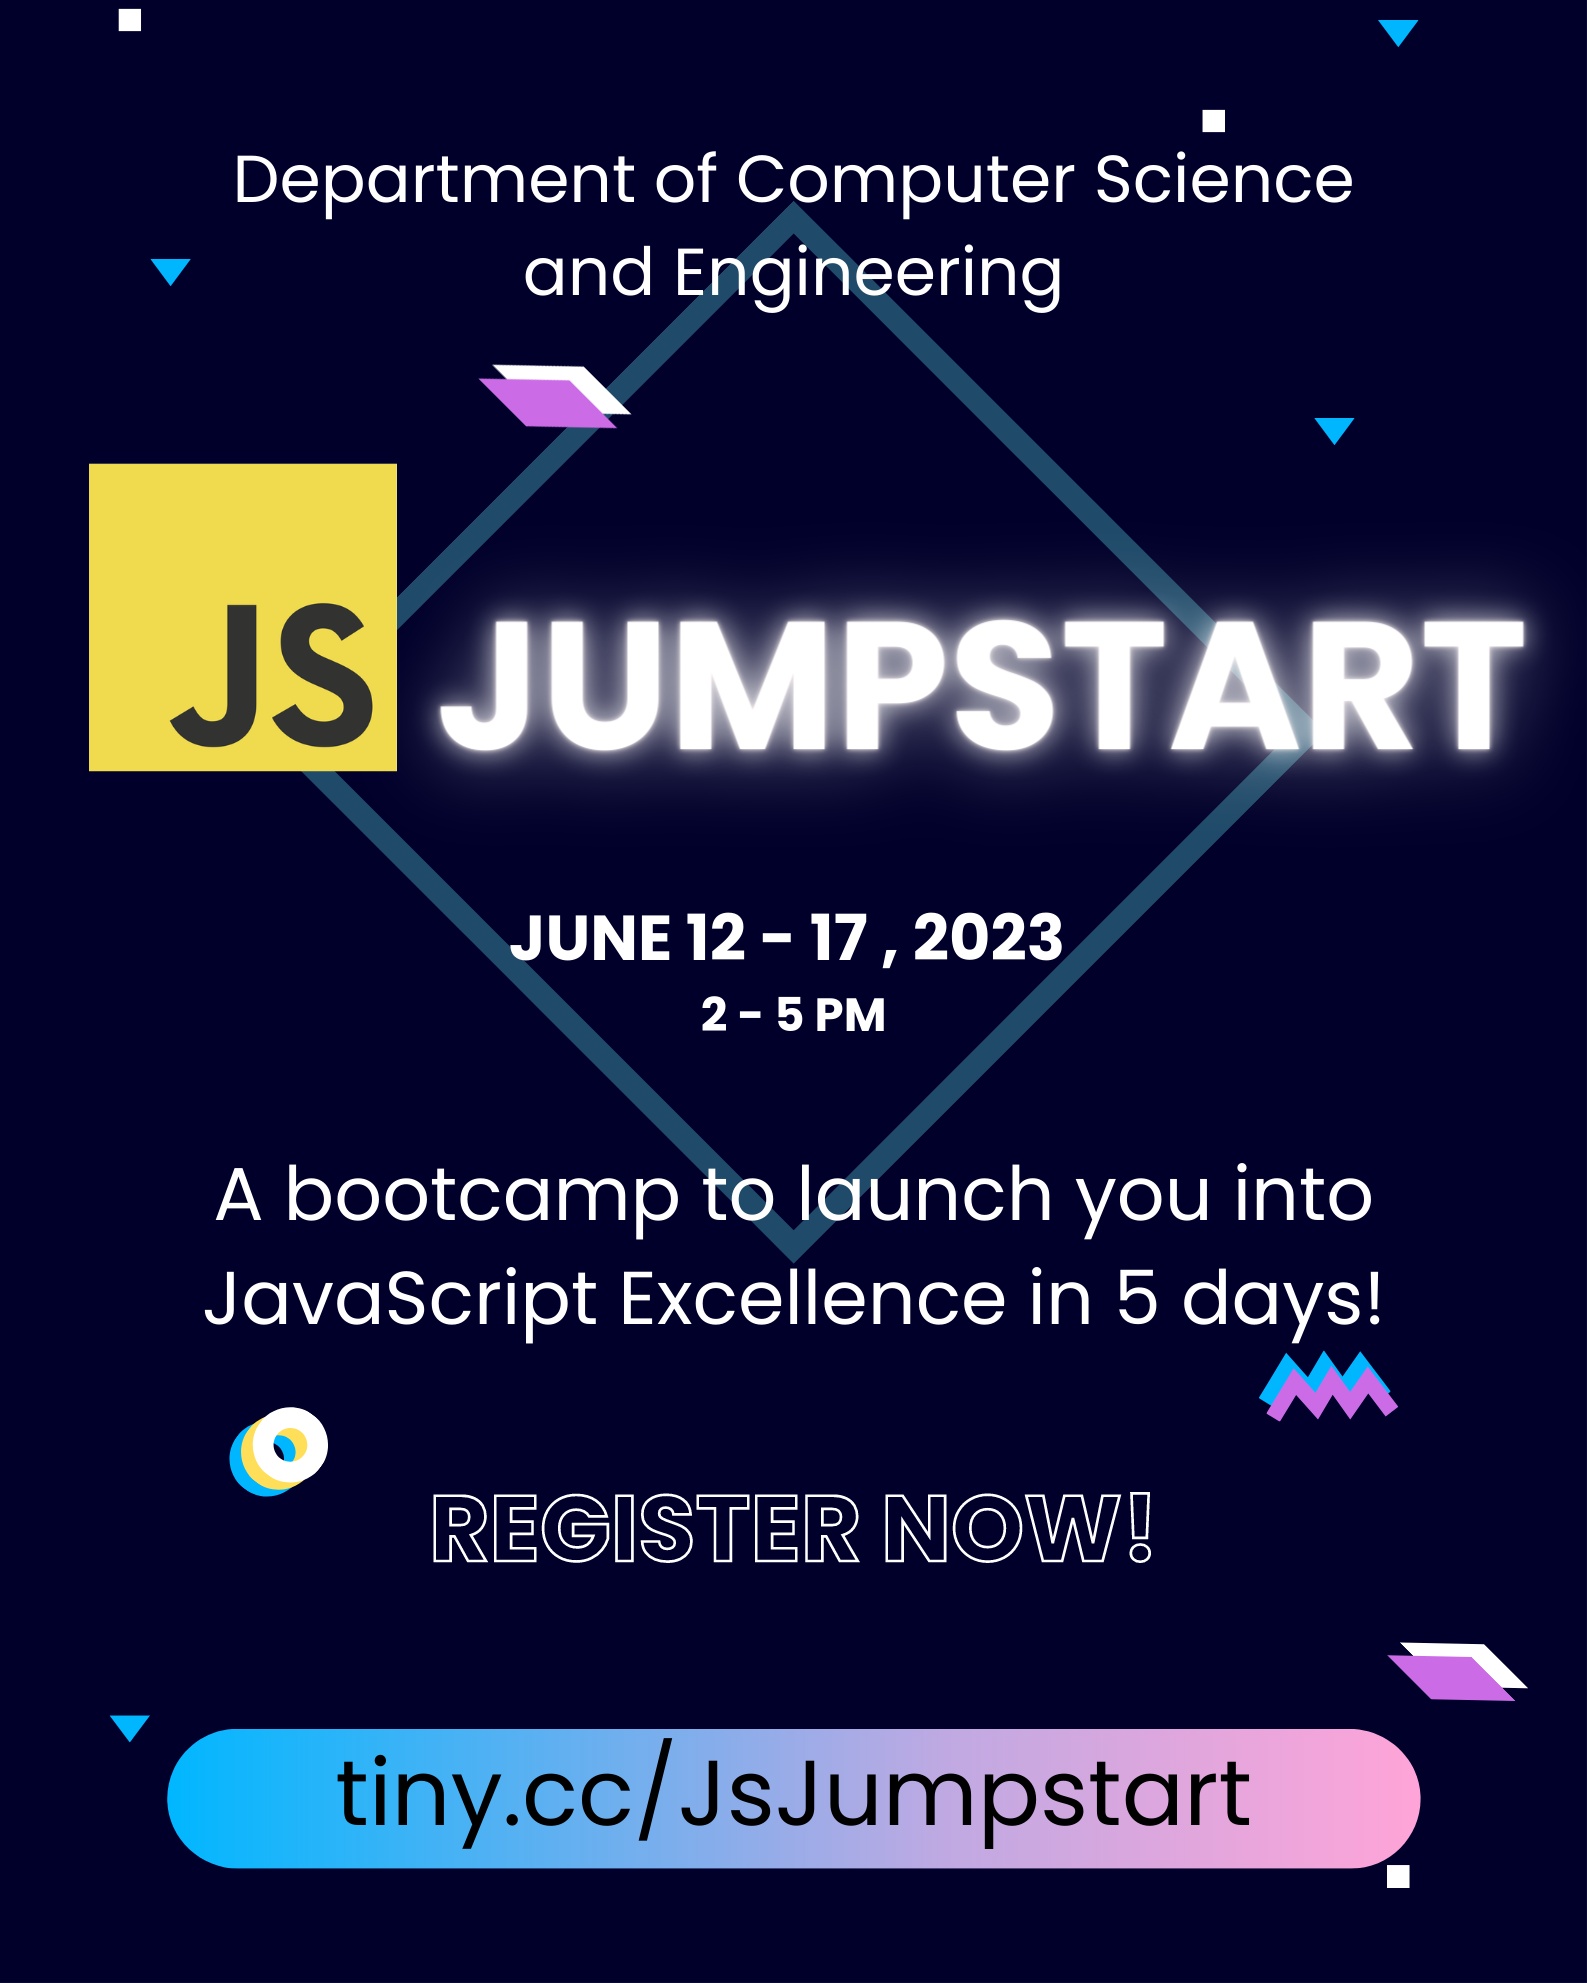 Department of Computer Science
and Engineering
JS JUMPSTART
JUNE 12 - 17 , 2023
2 - 5 PM
A bootcamp to launch you into
JavaScript Excellence in 5 days!
REGISTER NOW!
tiny.cc/JsJumpstart